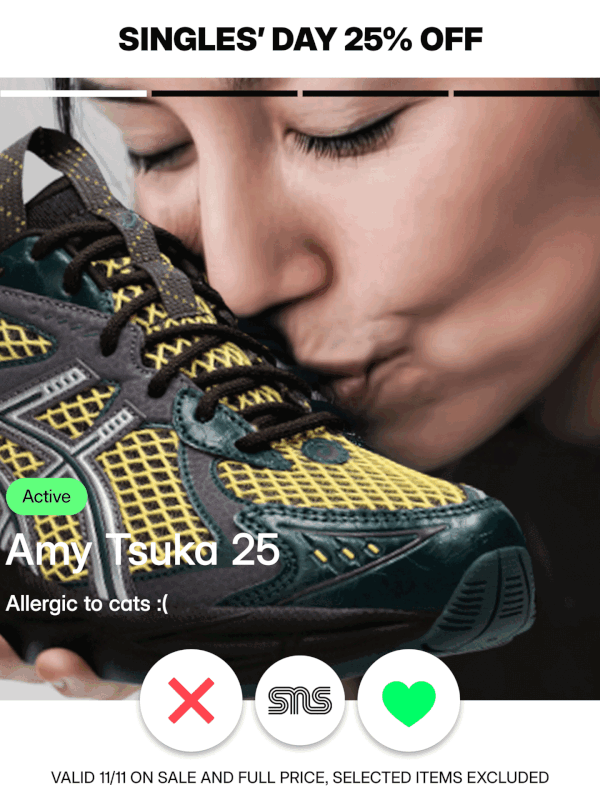 SINGLES' DAY 25% OFF
Active
Amy Tsuka 25
Allergic to cats :(
sns
VALID 11/11 ON SALE AND FULL PRICE, SELECTED ITEMS EXCLUDED